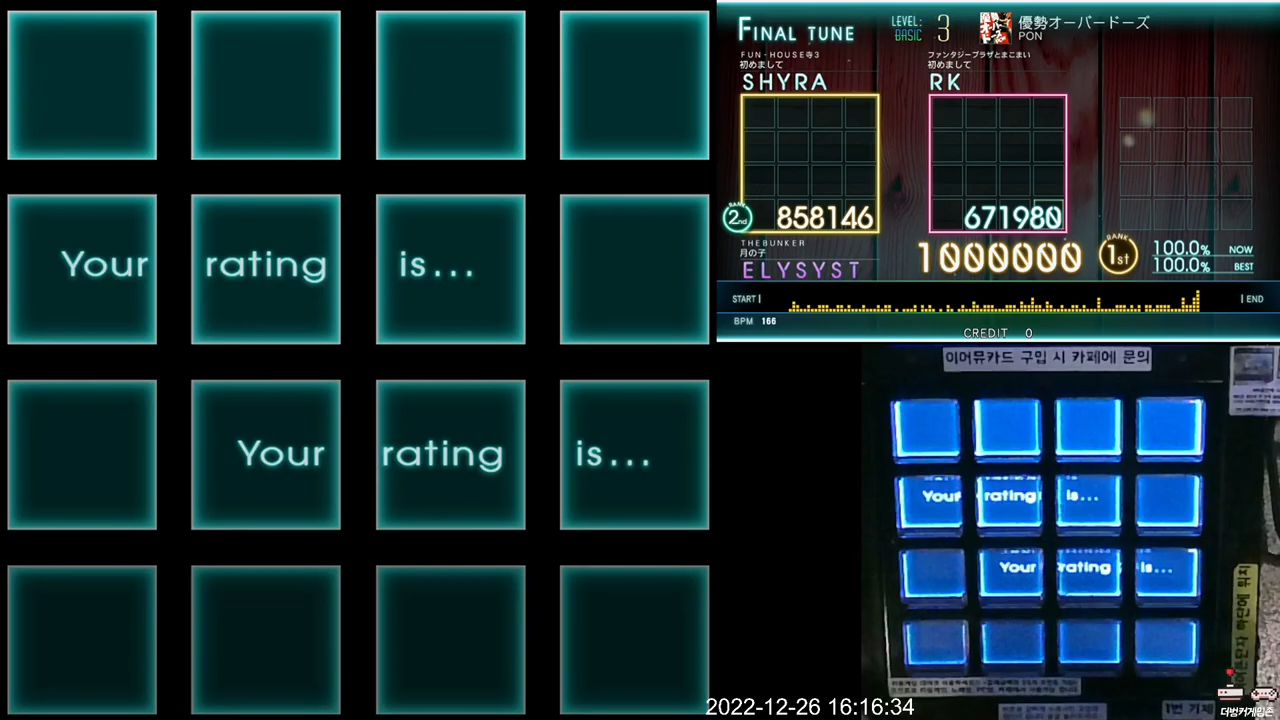 Your rating is...
Your rating is...
FINAL TUNE
LEVEL: 3
BASIC
優勢オーバードーズ
PON
FUN-HOUSE寺3
初めまして
SHYRA
ファンタジープラザとまこまい
初めまして
RK
RANK 2nd
858146
671980
THEBUNKER
月の子
ELYSYST
1000000
RANK 1st
100.0% NOW
100.0% BEST
START
END
BPM 166
CREDIT 0
이어뮤카드 구입 시 카페에 문의
Your rating is...
Your rating is...
1번 기체
더벙커게임존
2022-12-26 16:16:34